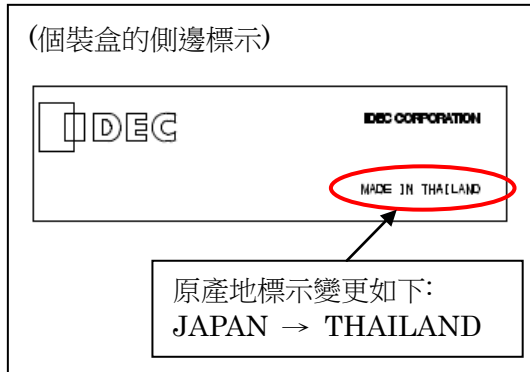 (個裝盒的側邊標示)
IDEC
IDEC CORPORATION
MADE IN THAILAND
原產地標示變更如下:
JAPAN → THAILAND